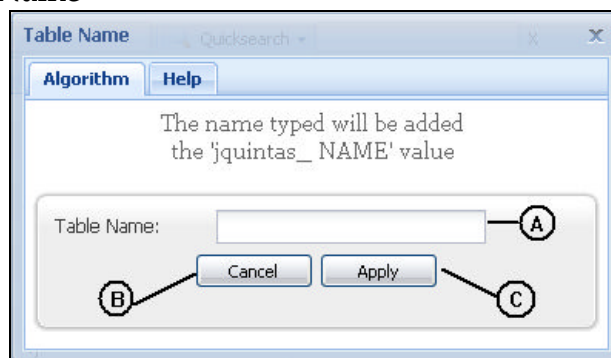 Table Name
Quicksearch
x
x
Algorithm
Help
The name typed will be added
the 'jquintas_ NAME' value
Table Name:
A
Cancel
Apply
B
C